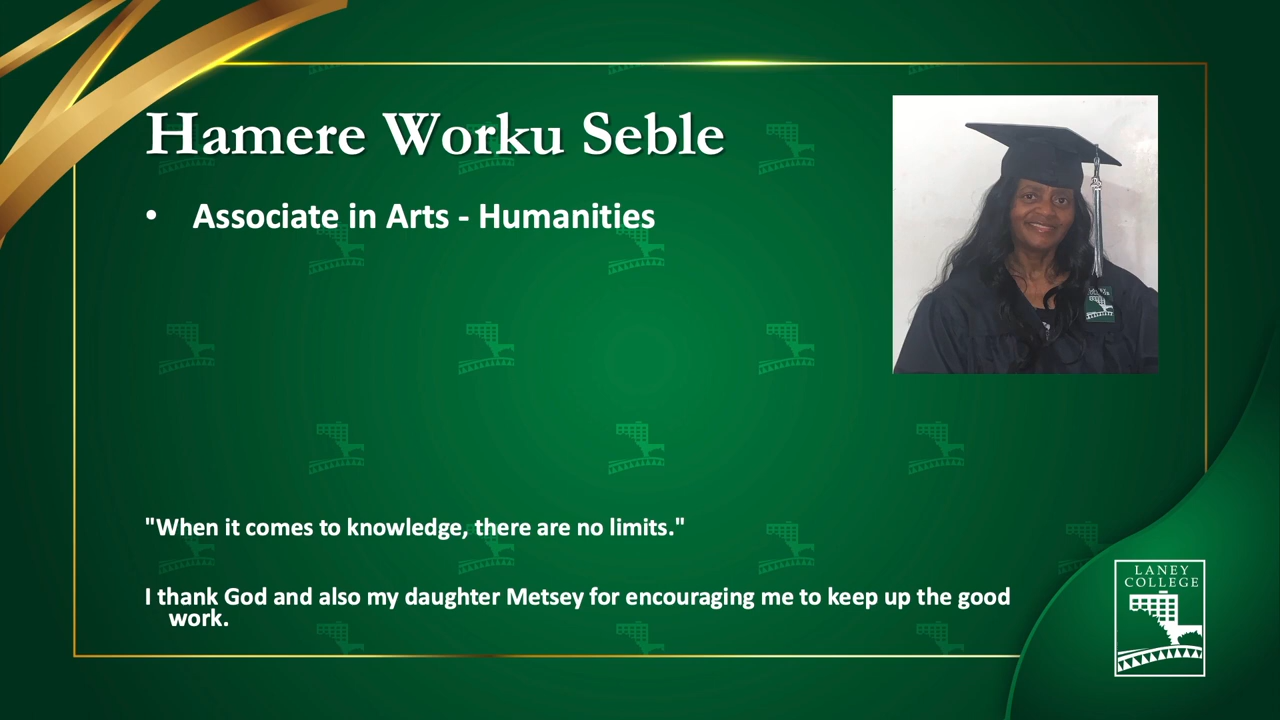 Hamere Worku Seble
• Associate in Arts - Humanities
"When it comes to knowledge, there are no limits."
I thank God and also my daughter Metsey for encouraging me to keep up the good
work.
LANEY
COLLEGE